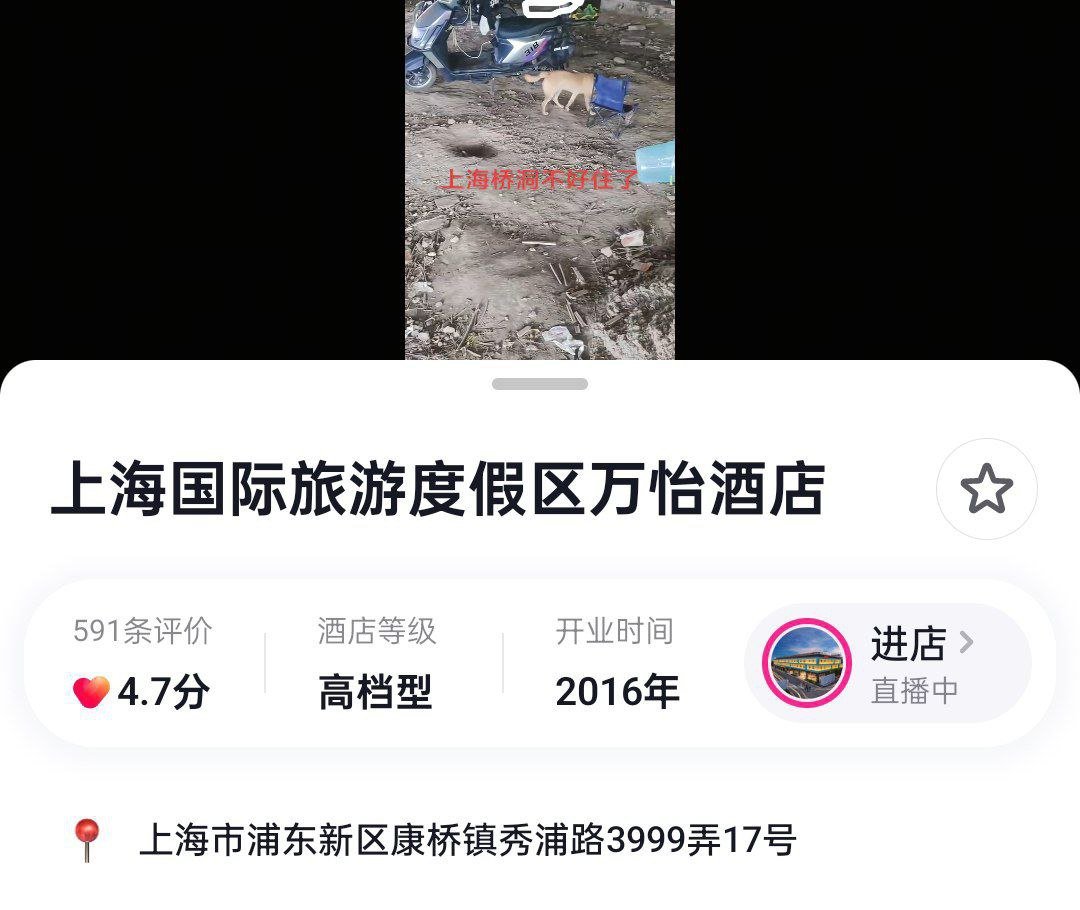 318
上海桥洞不好住了
上海国际旅游度假区万怡酒店
591条评价
4.7分
酒店等级
高档型
开业时间
2016年
进店
直播中
上海市浦东新区康桥镇秀浦路3999弄17号